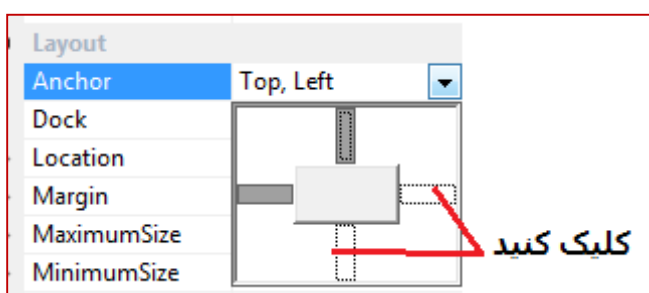 Layout
Anchor Top, Left
Dock
Location
Margin
MaximumSize
کلیک کنید
MinimumSize